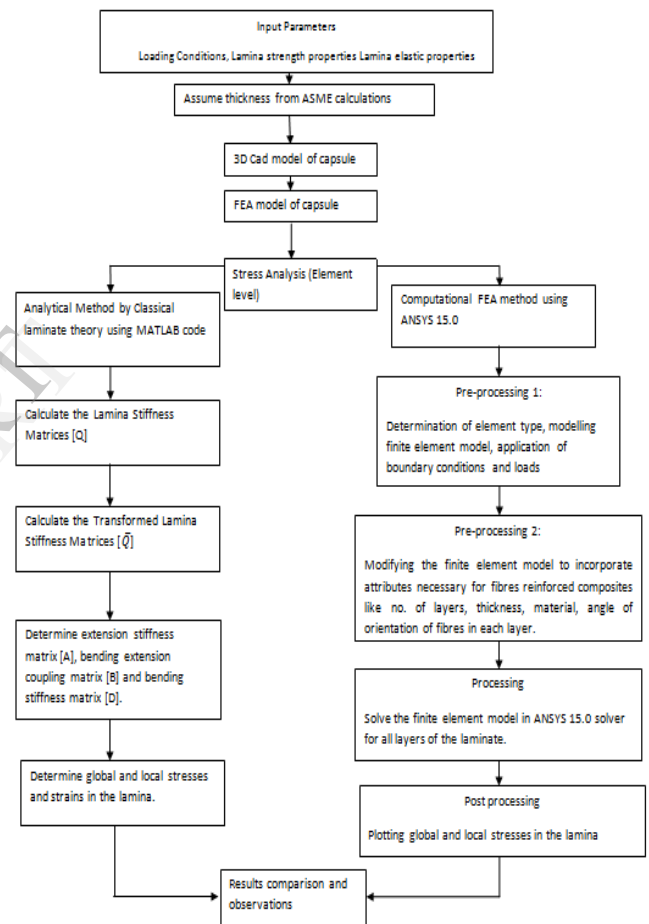 Input Parameters
Loading Conditions, Lamina strength properties Lamina elastic properties
Assume thickness from ASME calculations
3D Cad model of capsule
FEA model of capsule
Stress Analysis (Element
level)
Analytical Method by Classical
laminate theory using MATLAB code
Calculate the Lamina Stiffness
Matrices [Q]
Calculate the Transformed Lamina
Stiffness Matrices [Q̄]
Determine extension stiffness
matrix [A], bending extension
coupling matrix [B] and bending
stiffness matrix [D].
Determine global and local stresses
and strains in the lamina.
Computational FEA method using
ANSYS 15.0
Pre-processing 1:
Determination of element type, modelling
finite element model, application of
boundary conditions and loads
Pre-processing 2:
Modifying the finite element model to incorporate
attributes necessary for fibres reinforced composites
like no. of layers, thickness, material, angle of
orientation of fibres in each layer.
Processing
Solve the finite element model in ANSYS 15.0 solver
for all layers of the laminate.
Post processing
Plotting global and local stresses in the lamina
Results comparison and
observations